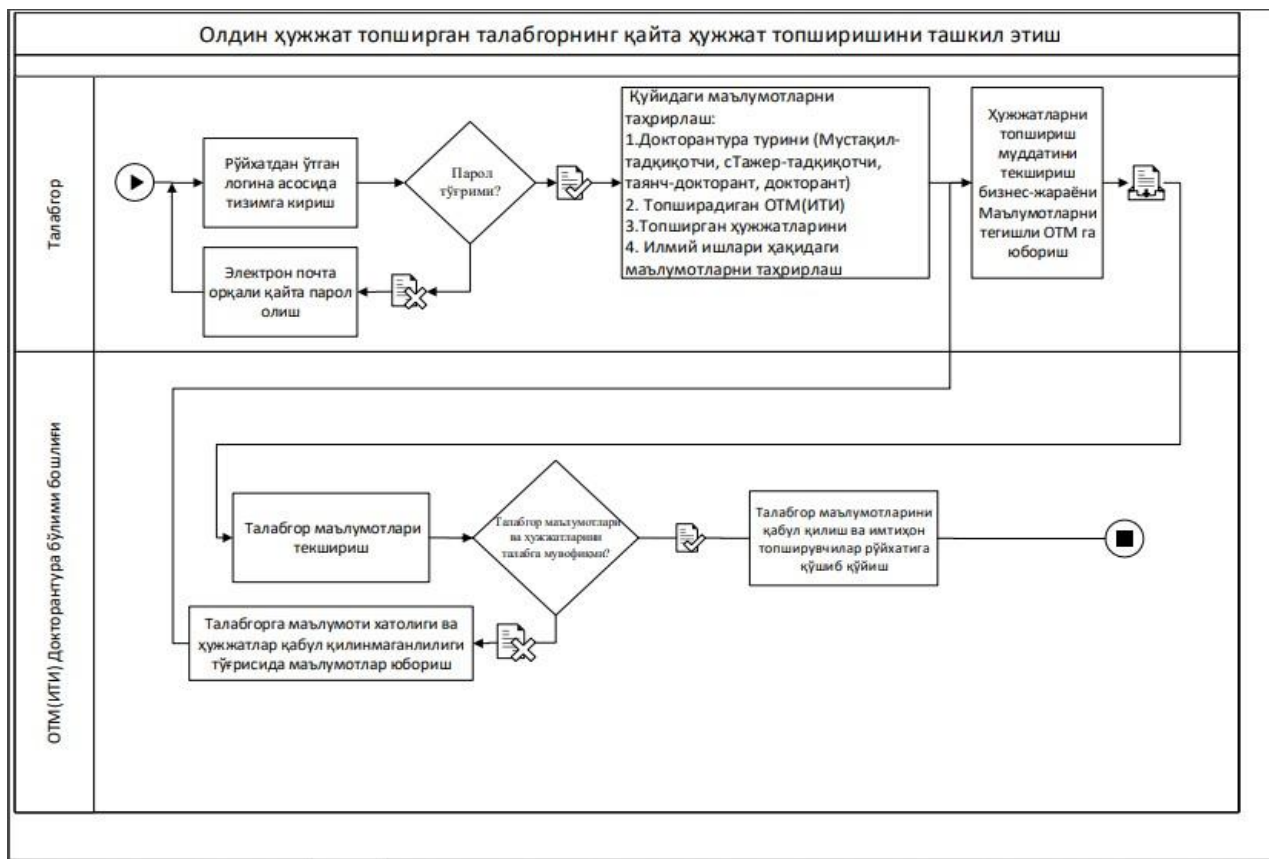 Олдин ҳужжат топширган талабгорнинг қайта ҳужжат топширишини ташкил этиш
Талабгор
Рўйхатдан ўтган
логина асосида
тизимга кириш
Парол
тўғрими?
Электрон почта
орқали қайта парол
олиш
Қуйидаги маълумотларни
таҳрирлаш:
1.Докторантура турини (Мустақил-
тадқиқотчи, сТажер-тадқиқотчи,
таянч-докторант, докторант)
2. Топширадиган ОТМ(ИТИ)
3.Топширган ҳужжатларини
4. Илмий ишлари ҳақидаги
маълумотларни таҳрирлаш
Ҳужжатларни
топшириш
муддатини
текшириш
бизнес-жараёни
Маълумотларни
тегишли ОТМ га
юбориш
ОТМ(ИТИ) Докторантура бўлими бошлиғи
Талабгор маълумотлари
текшириш
Талабгор маълумотлари
ва ҳужжатларнини
талабга мувофиқми?
Талабгор маълумотларини
қабул қилиш ва имтиҳон
топширувчилар рўйхатига
қўшиб қўйиш
Талабгорга маълумоти хатолиги ва
ҳужжатлар қабул қилинмаганлилиги
тўғрисида маълумотлар юбориш